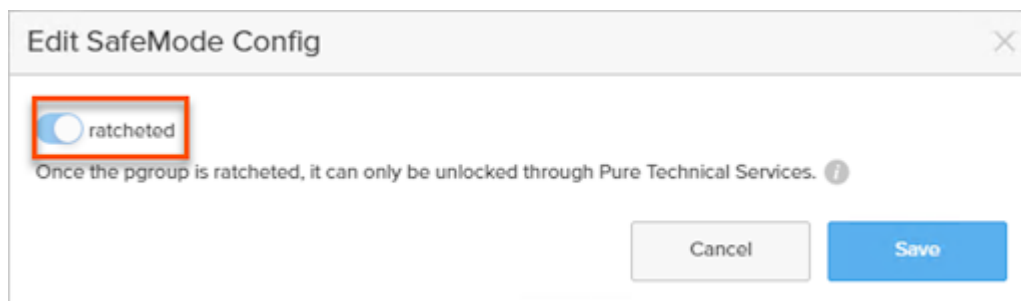 Edit SafeMode Config
ratcheted
Once the pgroup is ratcheted, it can only be unlocked through Pure Technical Services.
Cancel
Save